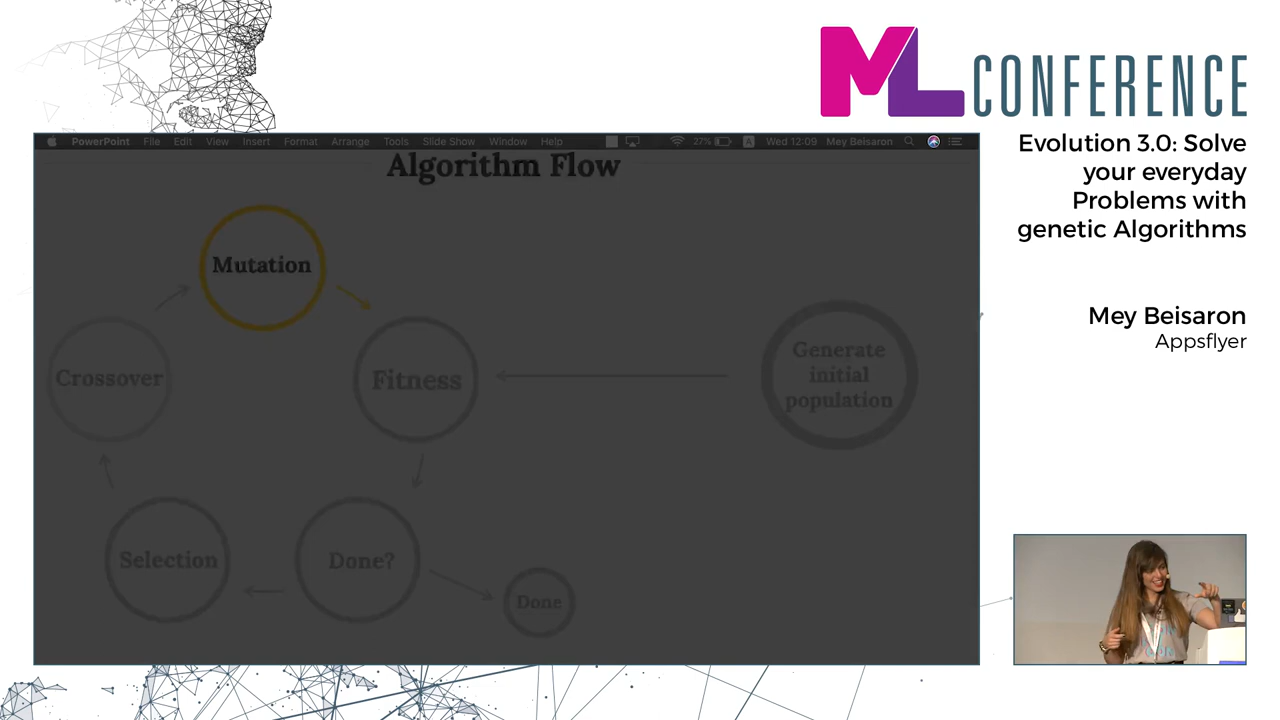 ML CONFERENCE
Evolution 3.0: Solve
your everyday
Problems with
genetic Algorithms
Mey Beisaron
Appsflyer
PowerPoint File Edit View Insert Format Arrange Tools Slide Show Window Help 27% A Wed 12:09 Mey Beisaron
Algorithm Flow
Mutation
Crossover
Fitness
Generate
initial
population
Selection
Done?
Done